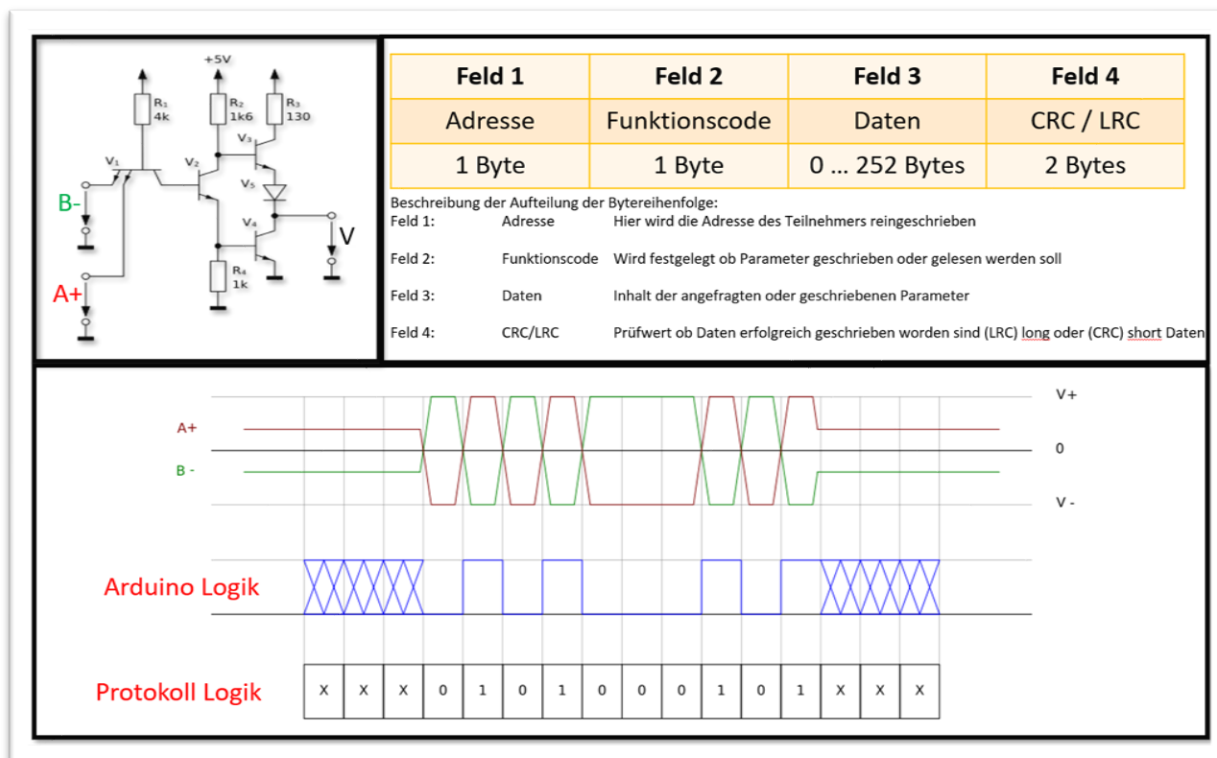 +5V
R₁
4k
R₂
1k6
R₃
130
V₁
V₂
V₃
V₅
V₄
B-
V
R₄
1k
A+
Feld 1 Feld 2 Feld 3 Feld 4
Adresse Funktionscode Daten CRC / LRC
1 Byte 1 Byte 0 ... 252 Bytes 2 Bytes
Beschreibung der Aufteilung der Bytereihenfolge:
Feld 1: Adresse Hier wird die Adresse des Teilnehmers reingeschrieben
Feld 2: Funktionscode Wird festgelegt ob Parameter geschrieben oder gelesen werden soll
Feld 3: Daten Inhalt der angefragten oder geschriebenen Parameter
Feld 4: CRC/LRC Prüfwert ob Daten erfolgreich geschrieben worden sind (LRC) long oder (CRC) short Daten
V+
A+
0
B -
V -
Arduino Logik
Protokoll Logik X X X 0 1 0 1 0 0 0 1 0 1 X X X